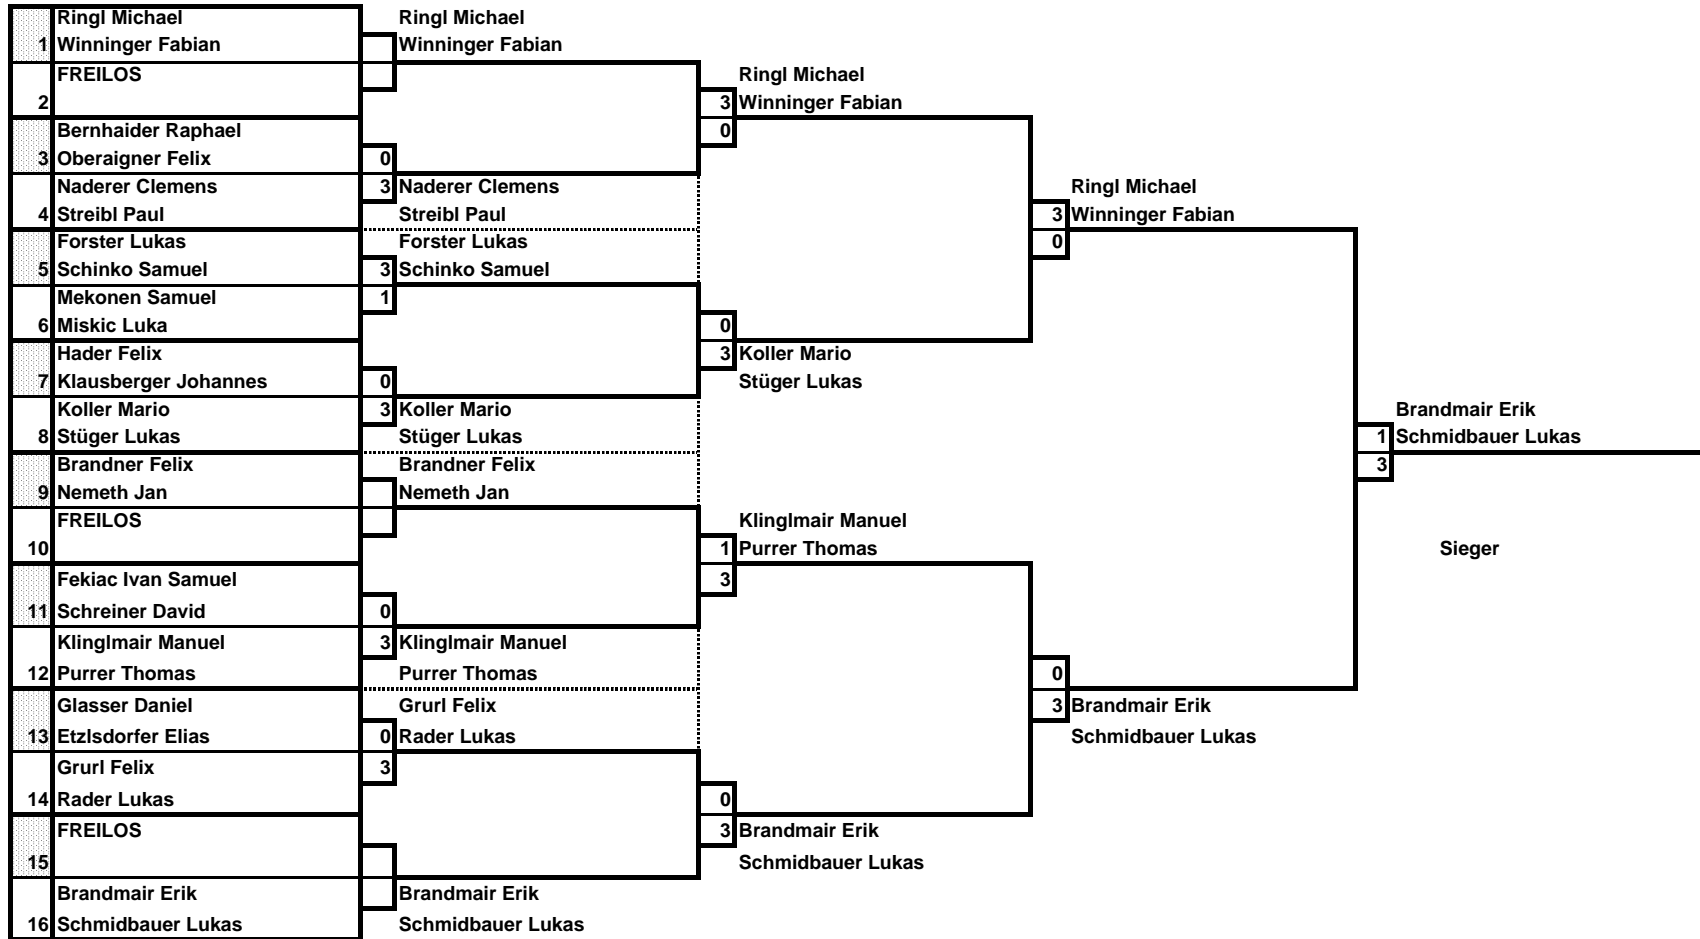 Ringl Michael Ringl Michael
1 Winninger Fabian Winninger Fabian
2 FREILOS Ringl Michael
3 Winninger Fabian
Bernhaider Raphael 0
3 Oberaigner Felix 0
Naderer Clemens 3 Naderer Clemens Ringl Michael
4 Streibl Paul Streibl Paul 3 Winninger Fabian
Forster Lukas Forster Lukas 0
5 Schinko Samuel 3 Schinko Samuel
Mekonen Samuel 1
6 Miskic Luka 0
Hader Felix 3 Koller Mario
7 Klausberger Johannes 0 Stüger Lukas
Koller Mario 3 Koller Mario Brandmair Erik
8 Stüger Lukas Stüger Lukas 1 Schmidbauer Lukas
Brandner Felix Brandner Felix 3
9 Nemeth Jan Nemeth Jan
FREILOS Klinglmair Manuel
10 1 Purrer Thomas Sieger
Fekiac Ivan Samuel 3
11 Schreiner David 0
Klinglmair Manuel 3 Klinglmair Manuel
12 Purrer Thomas Purrer Thomas 0
Glasser Daniel Grurl Felix 3 Brandmair Erik
13 Etzlsdorfer Elias 0 Rader Lukas Schmidbauer Lukas
Grurl Felix 3
14 Rader Lukas 0
FREILOS 3 Brandmair Erik
15 Schmidbauer Lukas
Brandmair Erik Brandmair Erik
16 Schmidbauer Lukas Schmidbauer Lukas